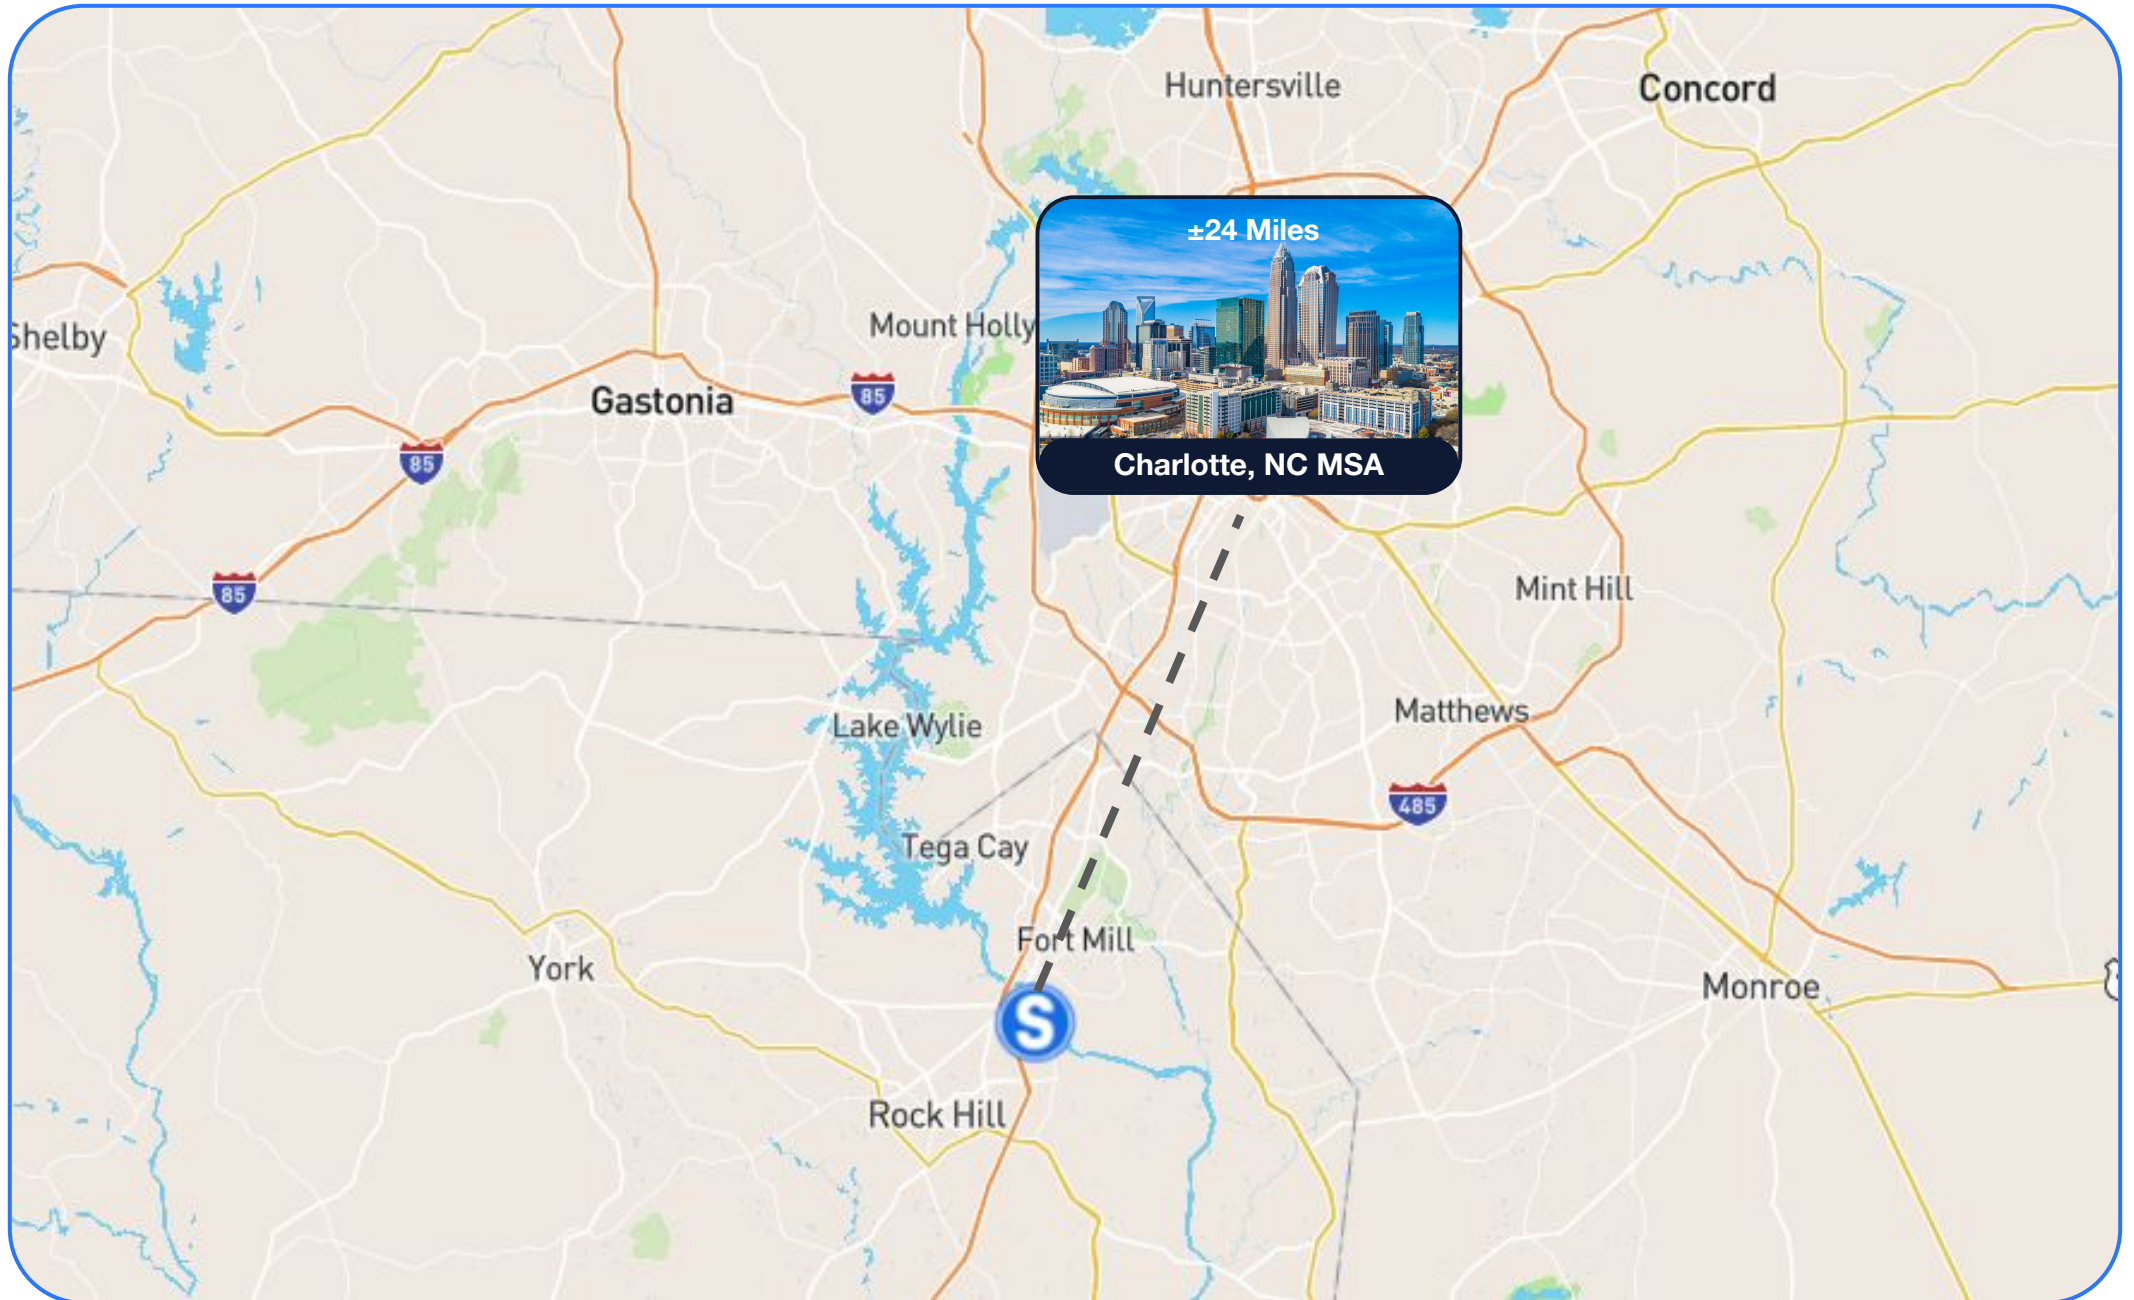 Huntersville
Concord
±24 Miles
Shelby
Mount Holly
85
Gastonia
85
Charlotte, NC MSA
85
Mint Hill
Matthews
Lake Wylie
485
Tega Cay
Fort Mill
York
Monroe
S
Rock Hill